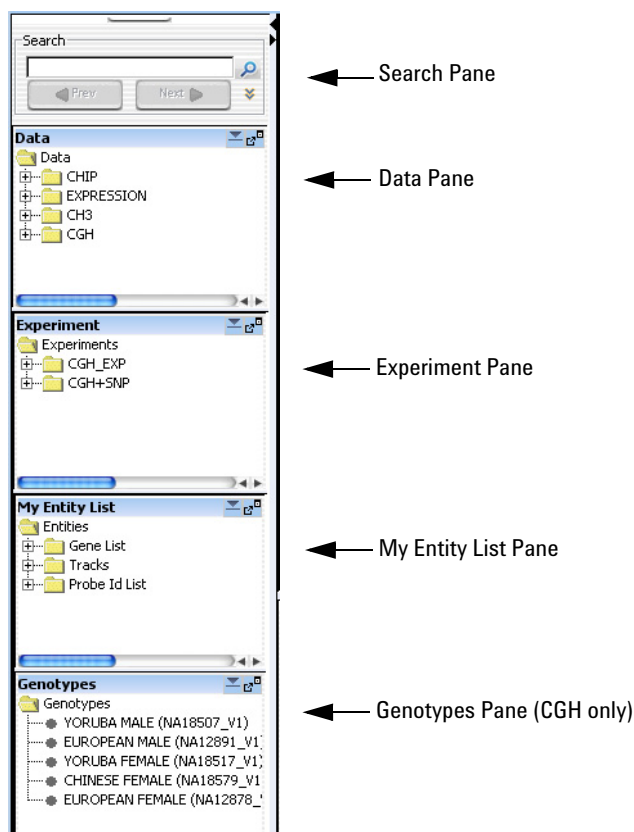 Search
Search Pane
Prev
Next
Data
Data Pane
Data
CHIP
EXPRESSION
CH3
CGH
Experiment
Experiment Pane
Experiments
CGH_EXP
CGH+SNP
My Entity List
My Entity List Pane
Entities
Gene List
Tracks
Probe Id List
Genotypes
Genotypes Pane (CGH only)
Genotypes
YORUBA MALE (NA18507_V1)
EUROPEAN MALE (NA12891_V1)
YORUBA FEMALE (NA18517_V1)
CHINESE FEMALE (NA18579_V1
EUROPEAN FEMALE (NA12878_